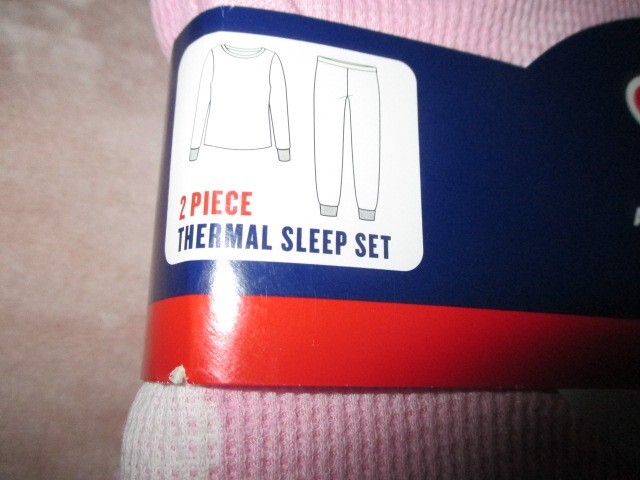 2 PIECE
THERMAL SLEEP SET